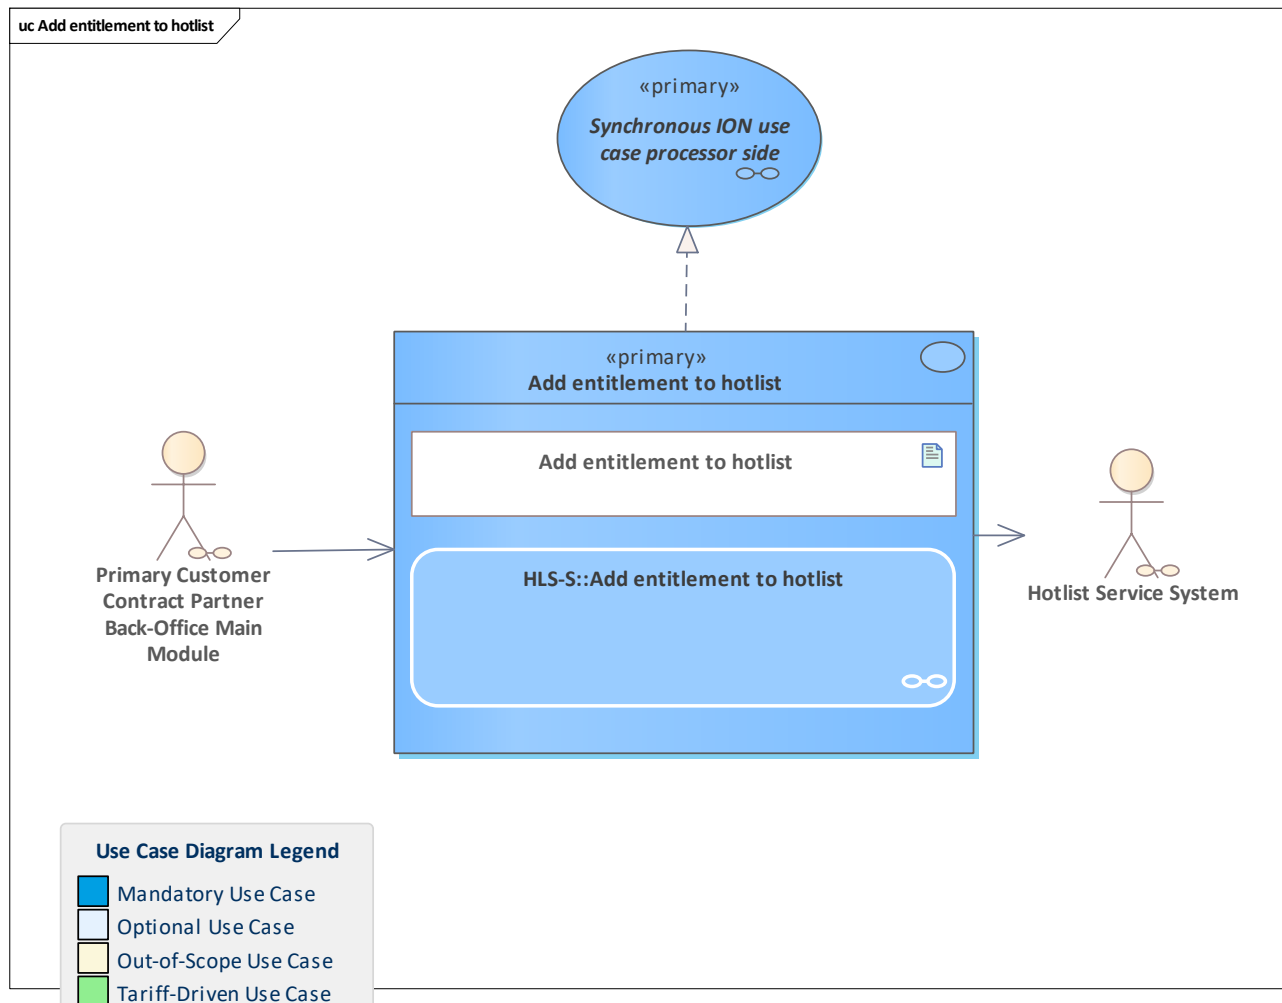 uc Add entitlement to hotlist
«primary»
Synchronous ION use
case processor side
«primary»
Add entitlement to hotlist
Add entitlement to hotlist
HLS-S::Add entitlement to hotlist
Primary Customer
Contract Partner
Back-Office Main
Module
Hotlist Service System
Use Case Diagram Legend
Mandatory Use Case
Optional Use Case
Out-of-Scope Use Case
Tariff-Driven Use Case